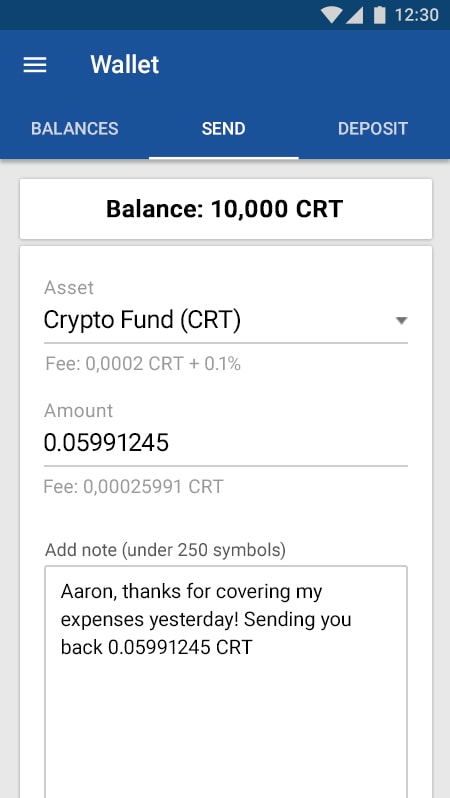 12:30
Wallet
BALANCES SEND DEPOSIT
Balance: 10,000 CRT
Asset
Crypto Fund (CRT)
Fee: 0,0002 CRT + 0.1%
Amount
0.05991245
Fee: 0,00025991 CRT
Add note (under 250 symbols)
Aaron, thanks for covering my
expenses yesterday! Sending you
back 0.05991245 CRT